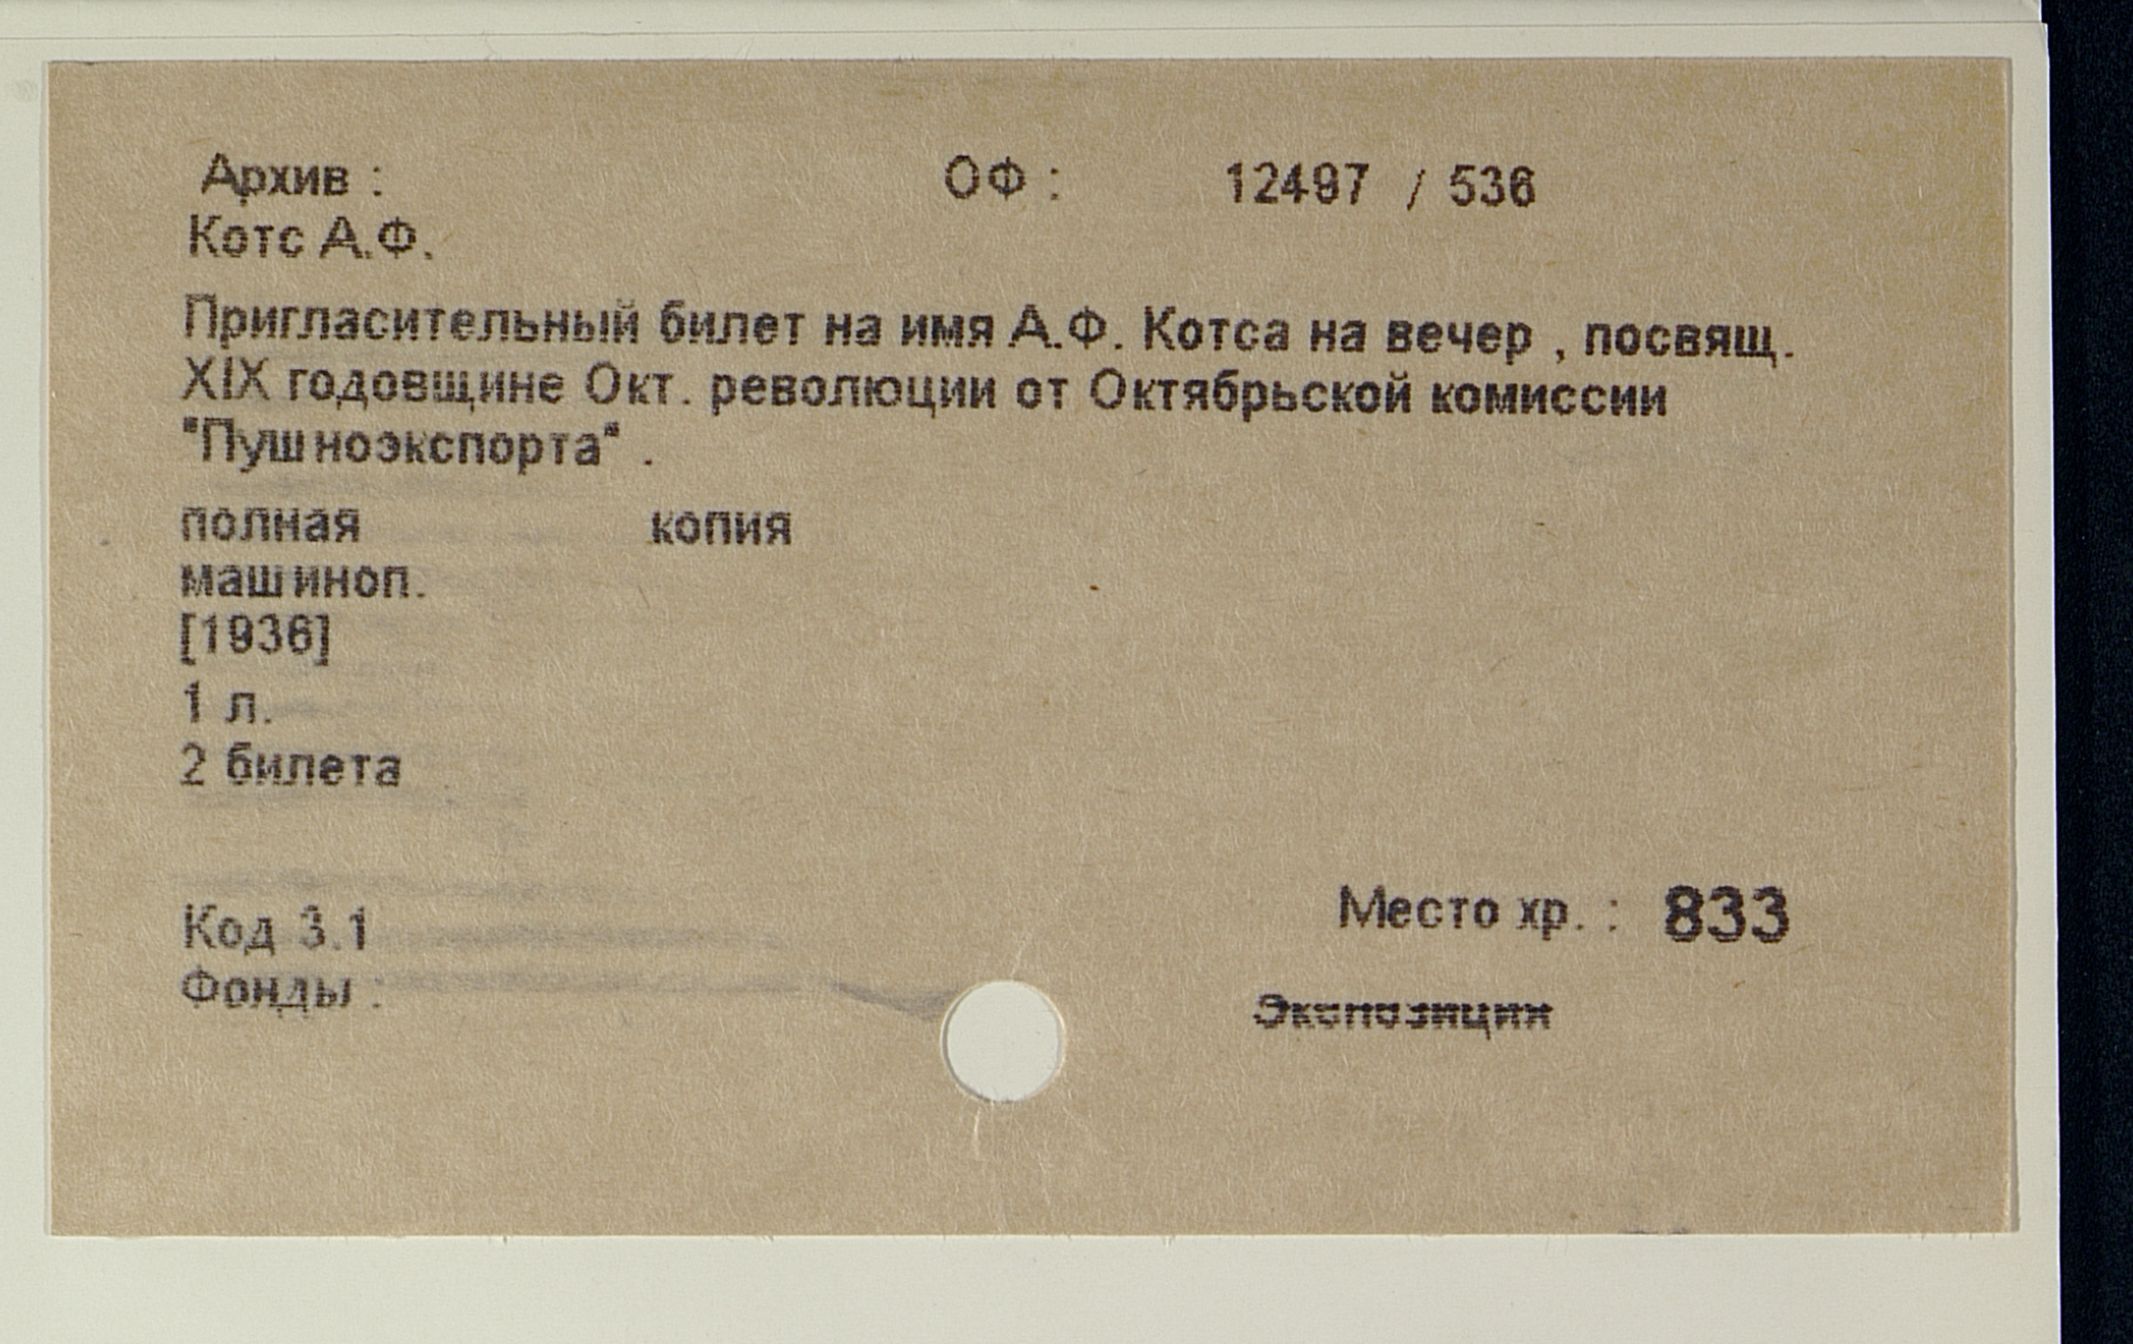 Архив : ОФ : 12497 / 536
Котс А.Ф.
Пригласительный билет на имя А.Ф. Котса на вечер , посвящ.
XIX годовщине Окт. революции от Октябрьской комиссии
"Пушноэкспорта" .
полная копия
машиноп.
[1936]
1 л.
2 билета
Код 3.1 Место хр. : 833
Фонды : Экспозиции